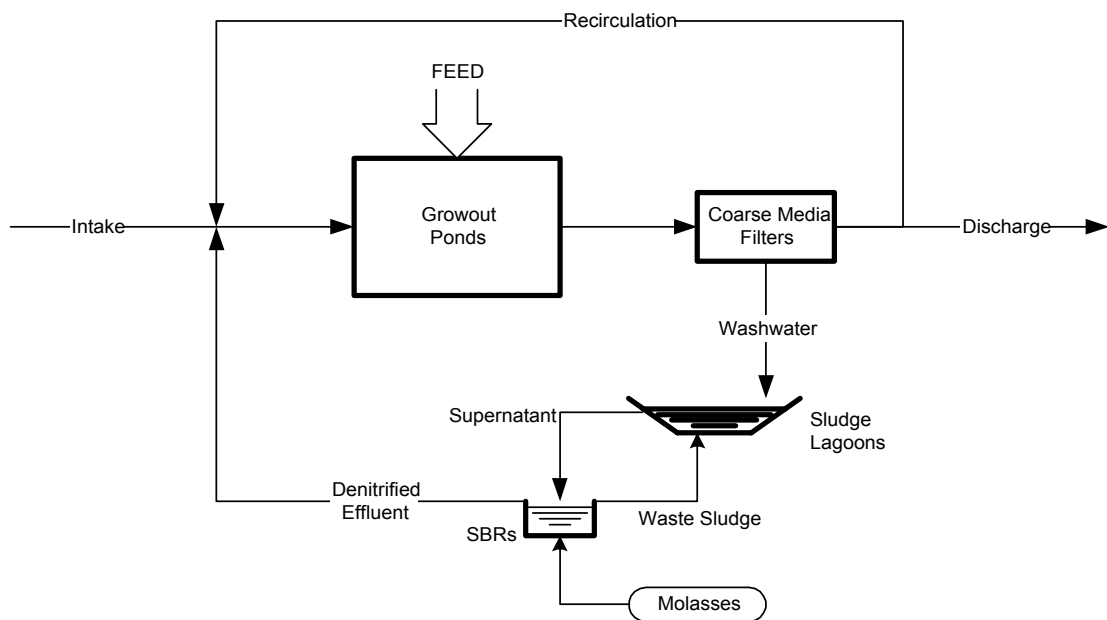 Recirculation
FEED
Intake
Growout
Ponds
Coarse Media
Filters
Discharge
Washwater
Supernatant
Sludge
Lagoons
Denitrified
Effluent
SBRs
Waste Sludge
Molasses